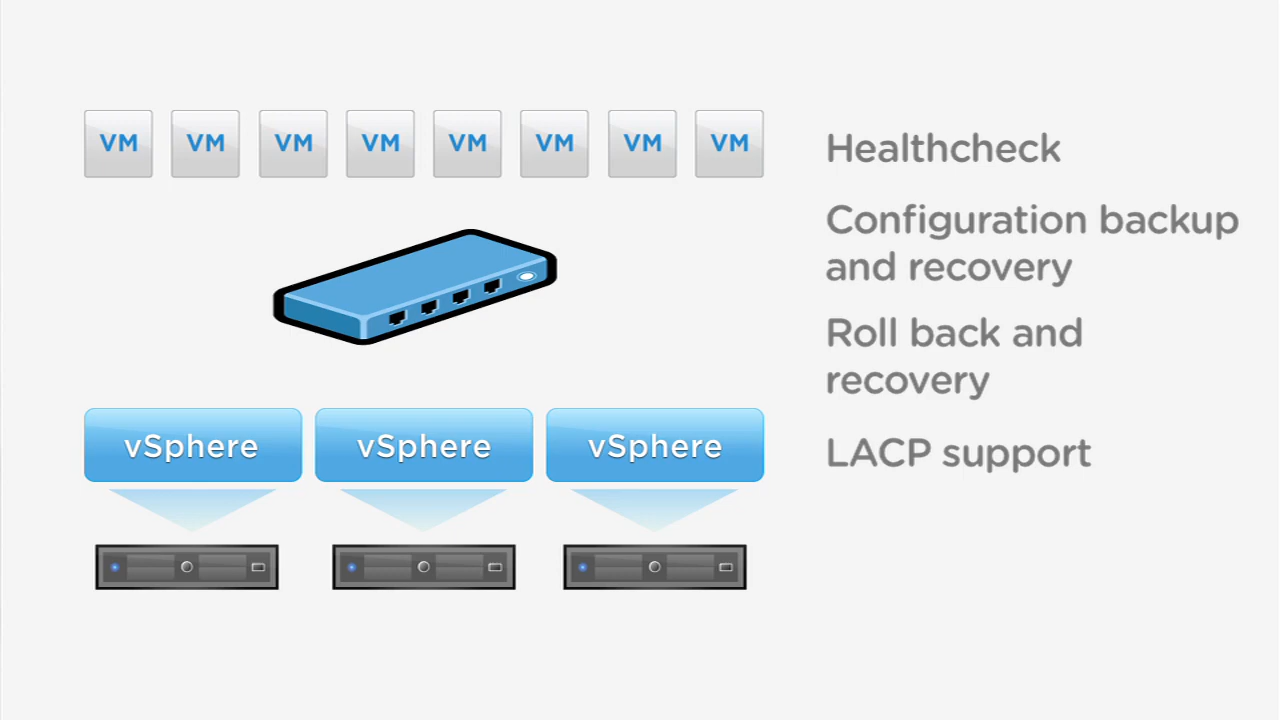 VM VM VM VM VM VM VM VM
Healthcheck
Configuration backup
and recovery
Roll back and
recovery
vSphere vSphere vSphere
LACP support